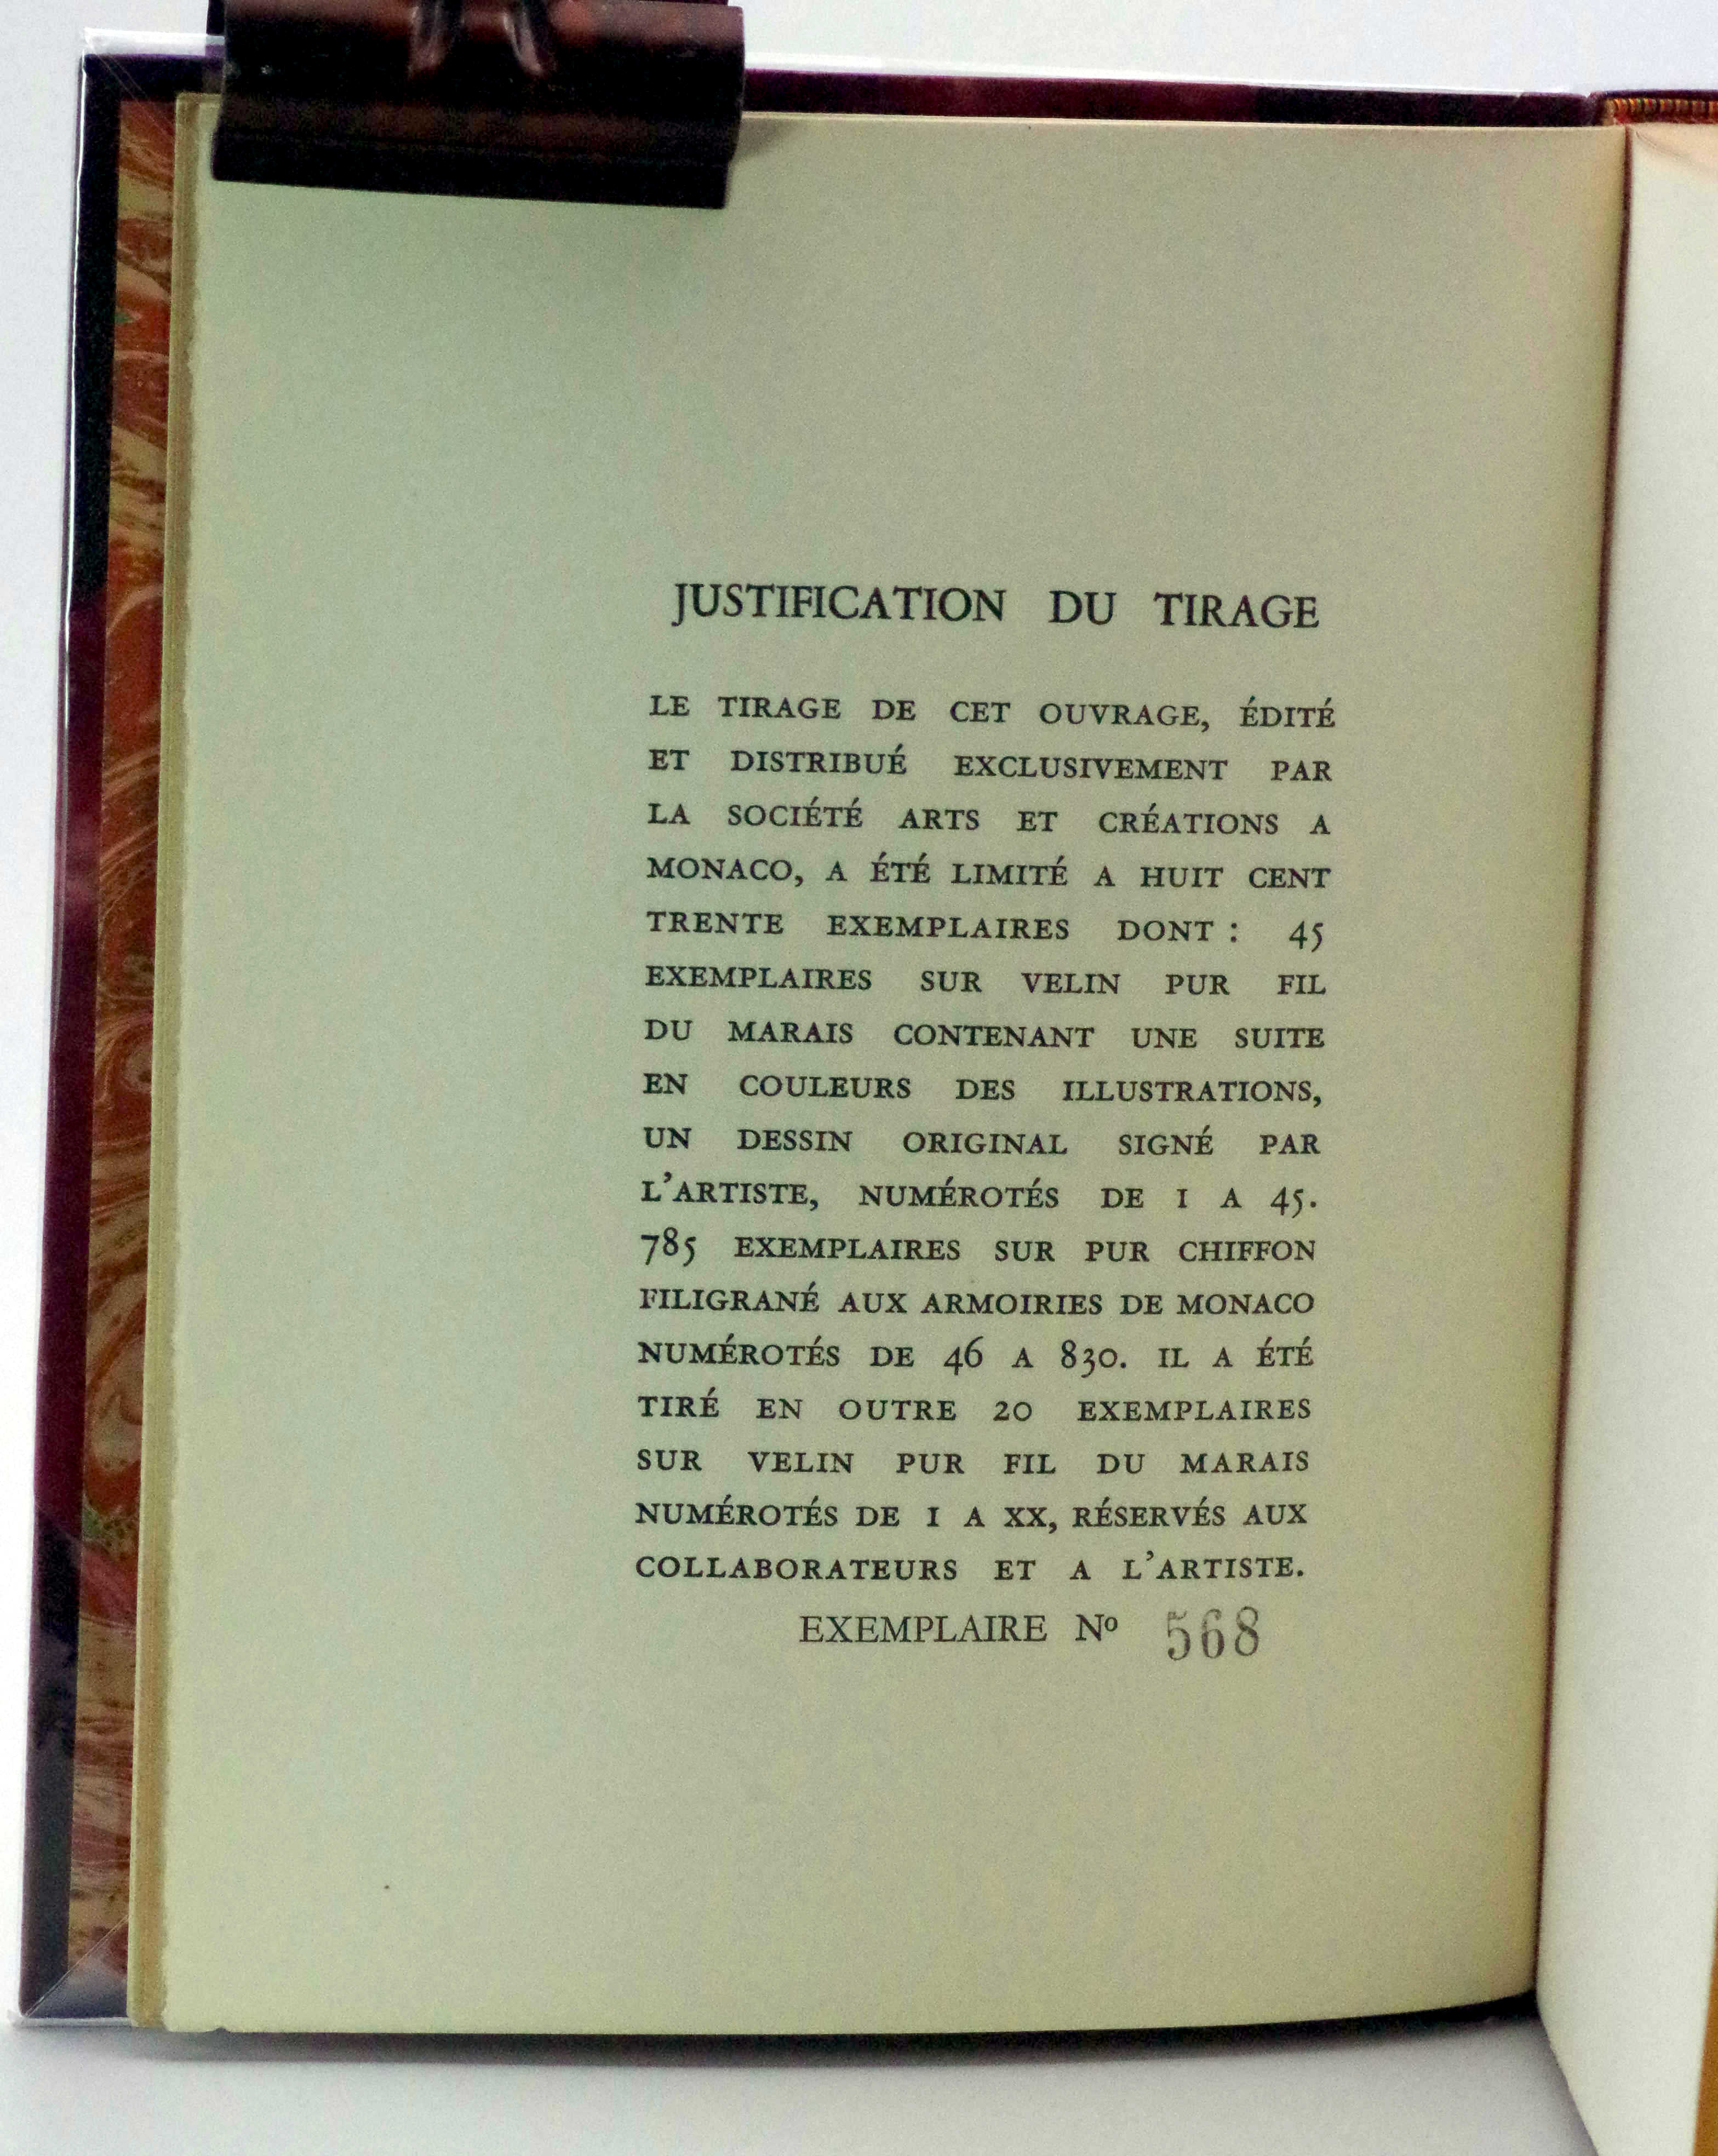 JUSTIFICATION DU TIRAGE
LE TIRAGE DE CET OUVRAGE, ÉDITÉ
ET DISTRIBUÉ EXCLUSIVEMENT PAR
LA SOCIÉTÉ ARTS ET CRÉATIONS A
MONACO, A ÉTÉ LIMITÉ A HUIT CENT
TRENTE EXEMPLAIRES DONT : 45
EXEMPLAIRES SUR VELIN PUR FIL
DU MARAIS CONTENANT UNE SUITE
EN COULEURS DES ILLUSTRATIONS,
UN DESSIN ORIGINAL SIGNÉ PAR
L'ARTISTE, NUMÉROTÉS DE I A 45.
785 EXEMPLAIRES SUR PUR CHIFFON
FILIGRANÉ AUX ARMOIRIES DE MONACO
NUMÉROTÉS DE 46 A 830. IL A ÉTÉ
TIRÉ EN OUTRE 20 EXEMPLAIRES
SUR VELIN PUR FIL DU MARAIS
NUMÉROTÉS DE I A XX, RÉSERVÉS AUX
COLLABORATEURS ET A L'ARTISTE.
EXEMPLAIRE Nº 568